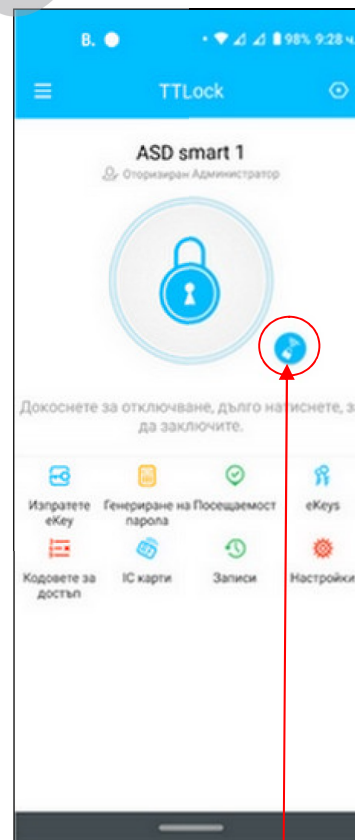 В. 98% 9:28 ч.
TTLock
ASD smart 1
Оторизиран Администратор
Докоснете за отключване, дълго натиснете, з
да заключите.
Изпратете eKey
Генериране на парола
Посещаемост
eKeys
Кодовете за достъп
IC карти
Записи
Настройки